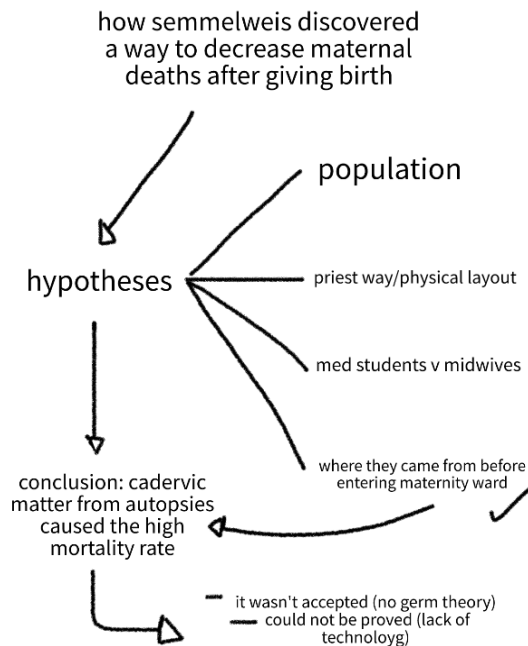 how semmelweis discovered
a way to decrease maternal
deaths after giving birth
population
hypotheses
priest way/physical layout
med students v midwives
where they came from before
entering maternity ward
conclusion: cadervic
matter from autopsies
caused the high
mortality rate
it wasn't accepted (no germ theory)
could not be proved (lack of
technoloyg)